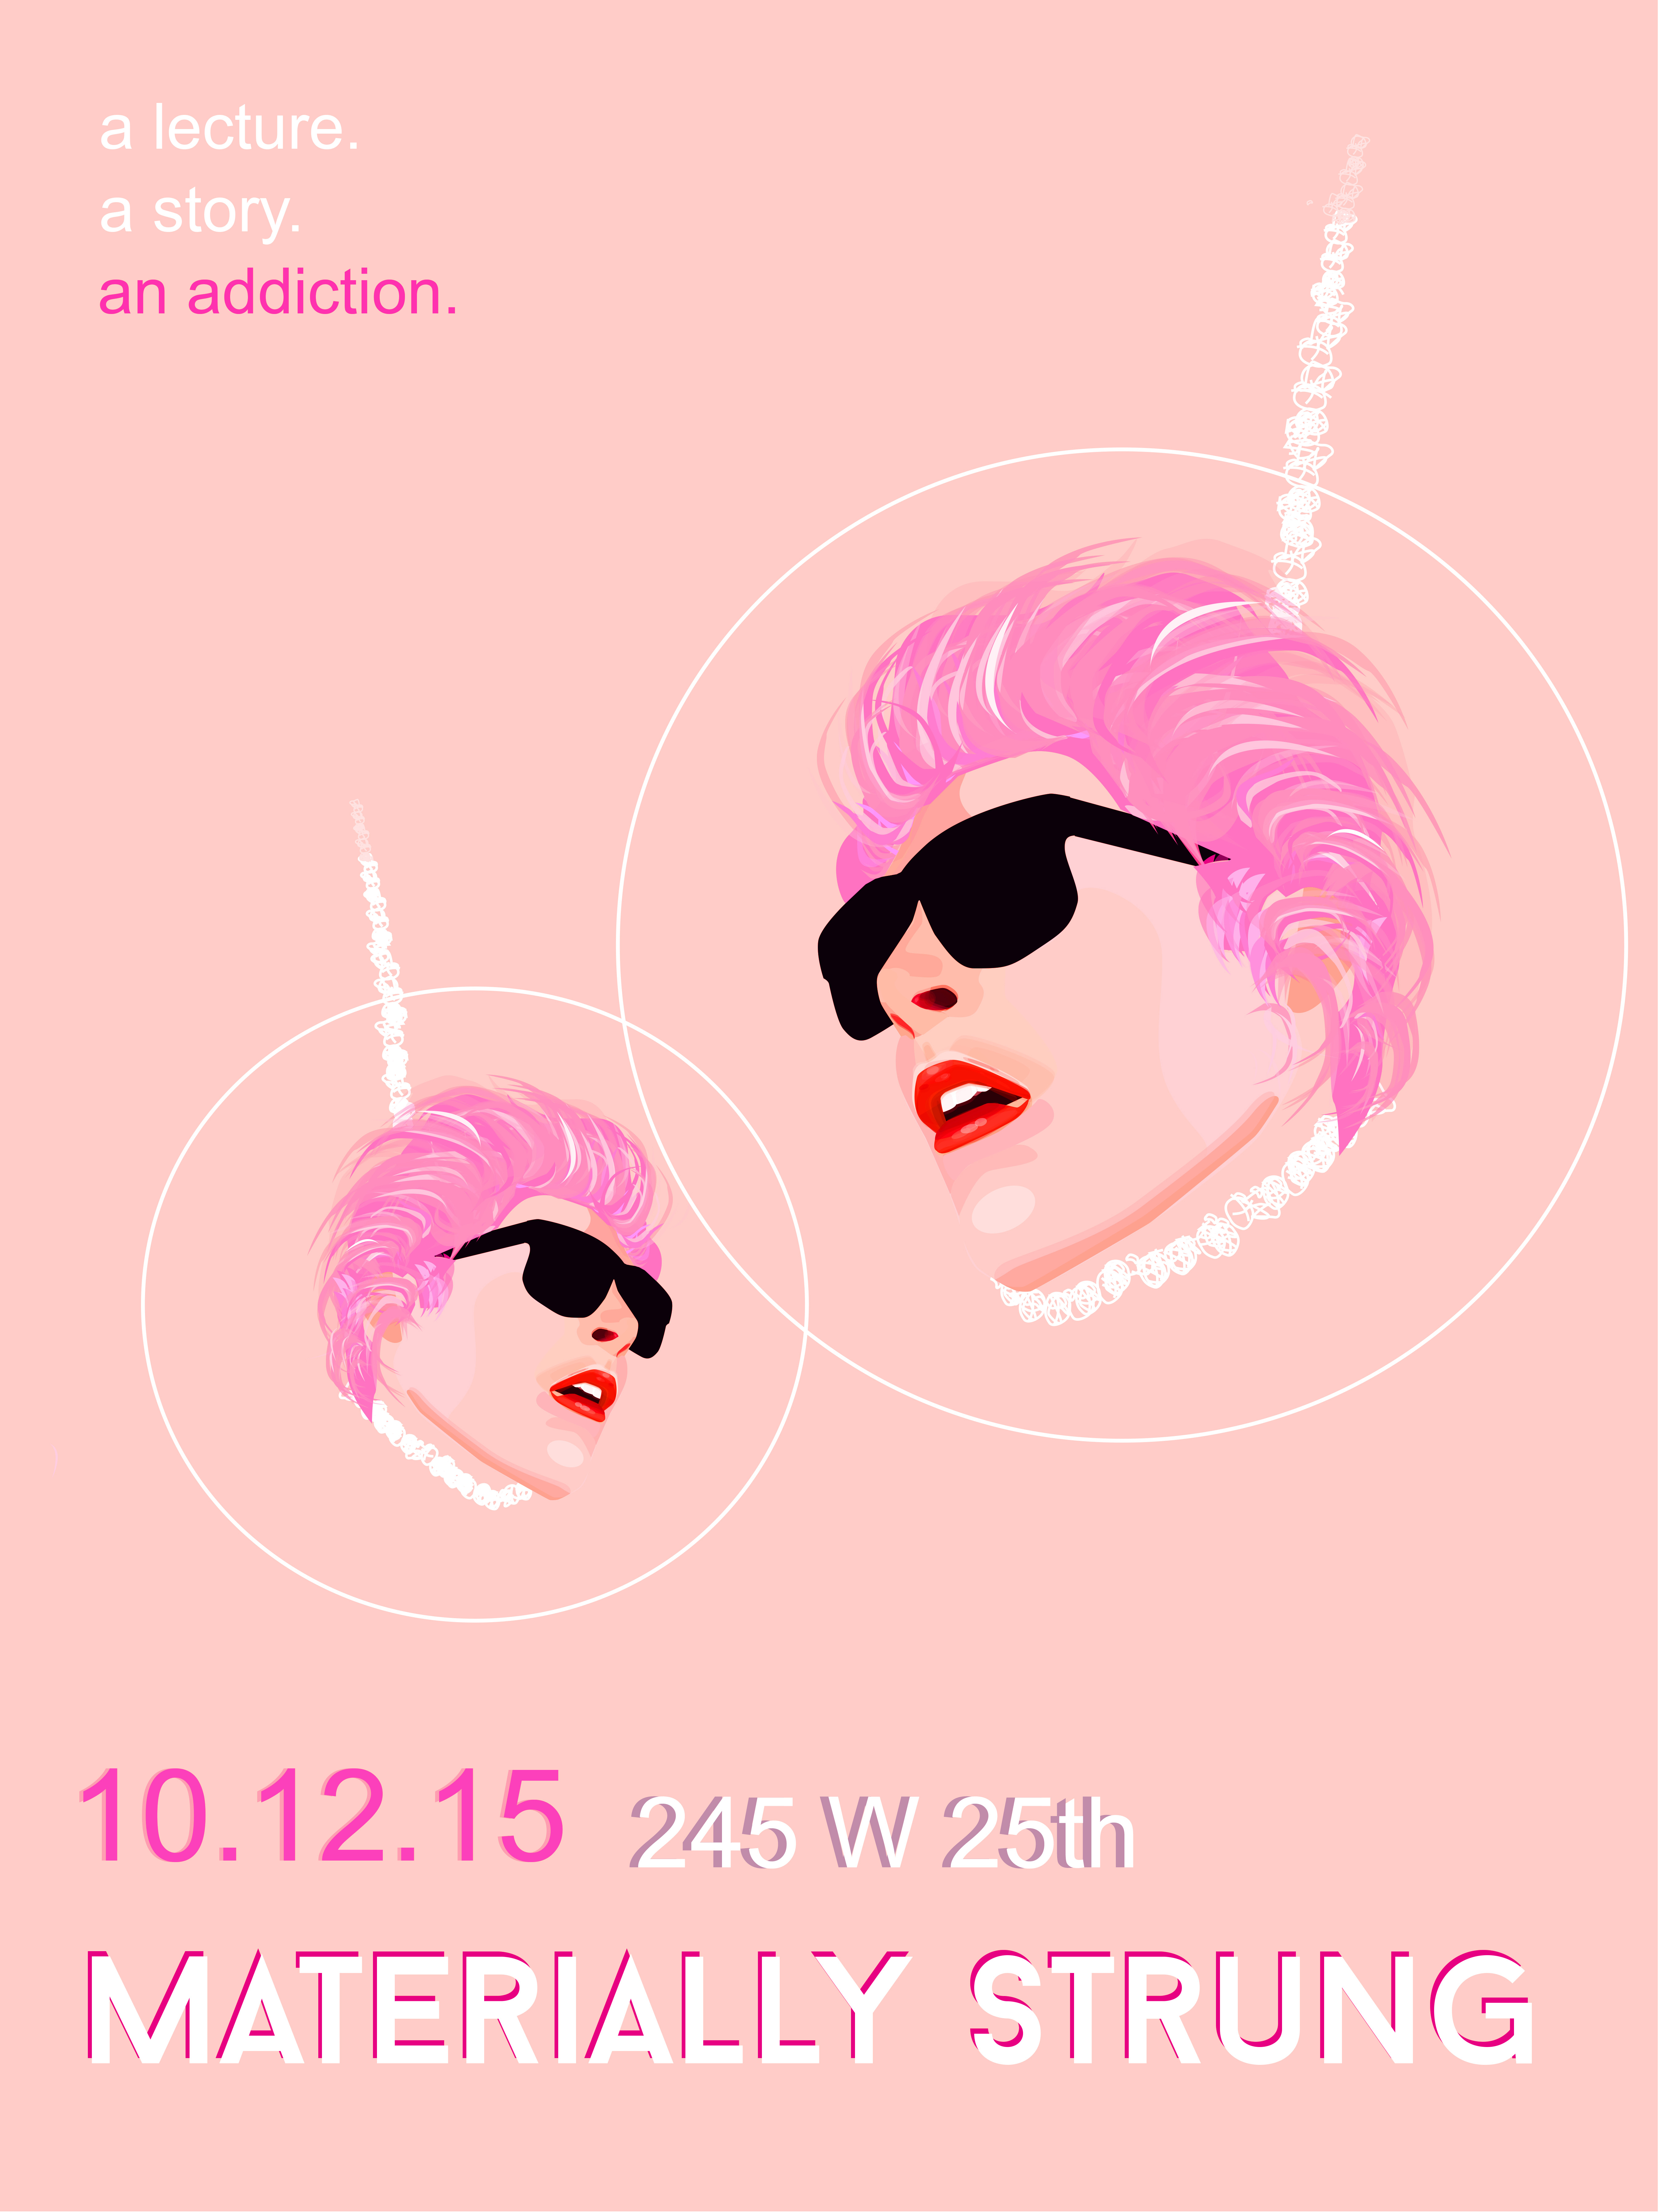 a lecture.
a story.
an addiction.
10.12.15 245 W 25th
MATERIALLY STRUNG